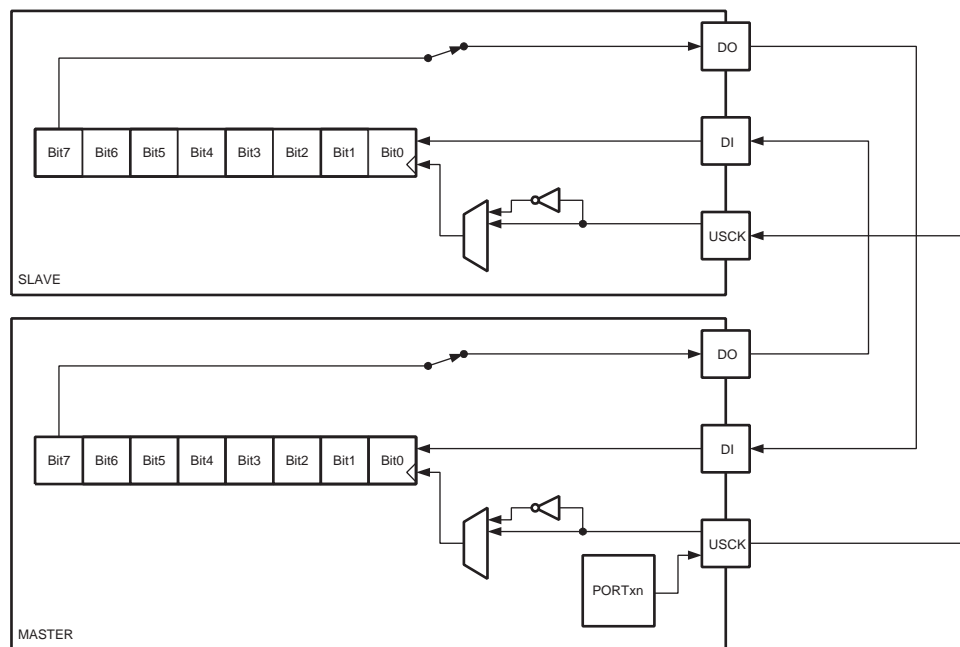 DO
Bit7 Bit6 Bit5 Bit4 Bit3 Bit2 Bit1 Bit0
DI
USCK
SLAVE
DO
Bit7 Bit6 Bit5 Bit4 Bit3 Bit2 Bit1 Bit0
DI
USCK
PORTxn
MASTER